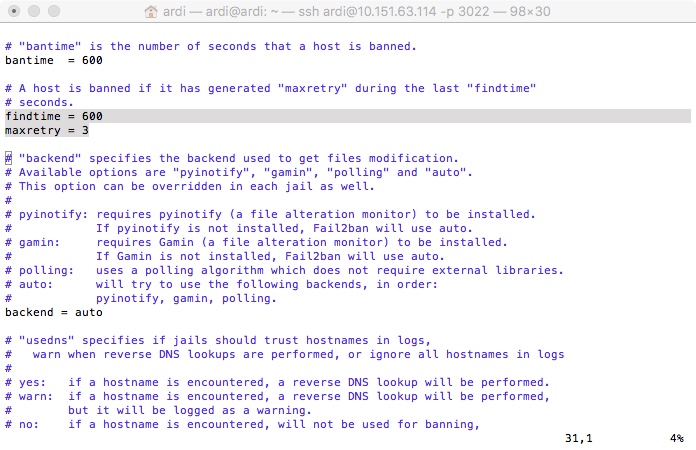 ardi — ardi@ardi: ~ — ssh ardi@10.151.63.114 -p 3022 — 98×30
# "bantime" is the number of seconds that a host is banned.
bantime  = 600
# A host is banned if it has generated "maxretry" during the last "findtime"
# seconds.
findtime = 600
maxretry = 3
# "backend" specifies the backend used to get files modification.
# Available options are "pyinotify", "gamin", "polling" and "auto".
# This option can be overridden in each jail as well.
#
# pyinotify: requires pyinotify (a file alteration monitor) to be installed.
#            If pyinotify is not installed, Fail2ban will use auto.
# gamin:     requires Gamin (a file alteration monitor) to be installed.
#            If Gamin is not installed, Fail2ban will use auto.
# polling:   uses a polling algorithm which does not require external libraries.
# auto:      will try to use the following backends, in order:
#            pyinotify, gamin, polling.
backend = auto
# "usedns" specifies if jails should trust hostnames in logs,
#   warn when reverse DNS lookups are performed, or ignore all hostnames in logs
#
# yes:   if a hostname is encountered, a reverse DNS lookup will be performed.
# warn:  if a hostname is encountered, a reverse DNS lookup will be performed,
#        but it will be logged as a warning.
# no:    if a hostname is encountered, will not be used for banning,
31,1          4%